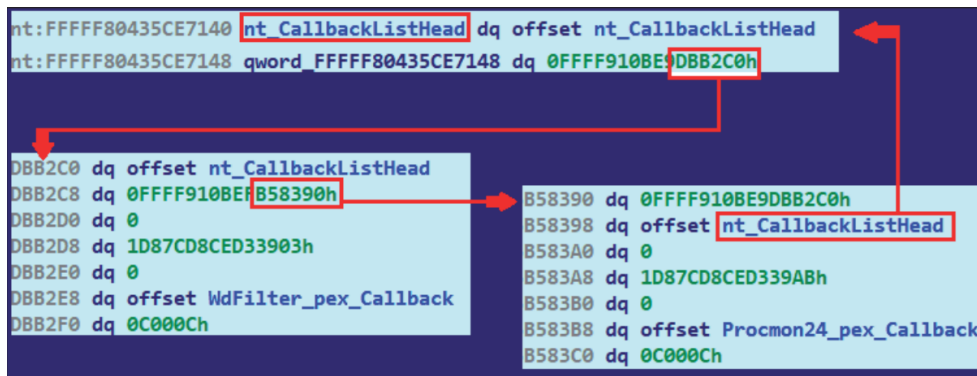 nt:FFFFF80435CE7140 nt_CallbackListHead dq offset nt_CallbackListHead
nt:FFFFF80435CE7148 qword_FFFFF80435CE7148 dq 0FFFF910BE9DBB2C0h
DBB2C0 dq offset nt_CallbackListHead
DBB2C8 dq 0FFFF910BEFB58390h
DBB2D0 dq 0
DBB2D8 dq 1D87CD8CED33903h
DBB2E0 dq 0
DBB2E8 dq offset WdFilter_pex_Callback
DBB2F0 dq 0C000Ch
B58390 dq 0FFFF910BE9DBB2C0h
B58398 dq offset nt_CallbackListHead
B583A0 dq 0
B583A8 dq 1D87CD8CED339ABh
B583B0 dq 0
B583B8 dq offset Procmon24_pex_Callback
B583C0 dq 0C000Ch